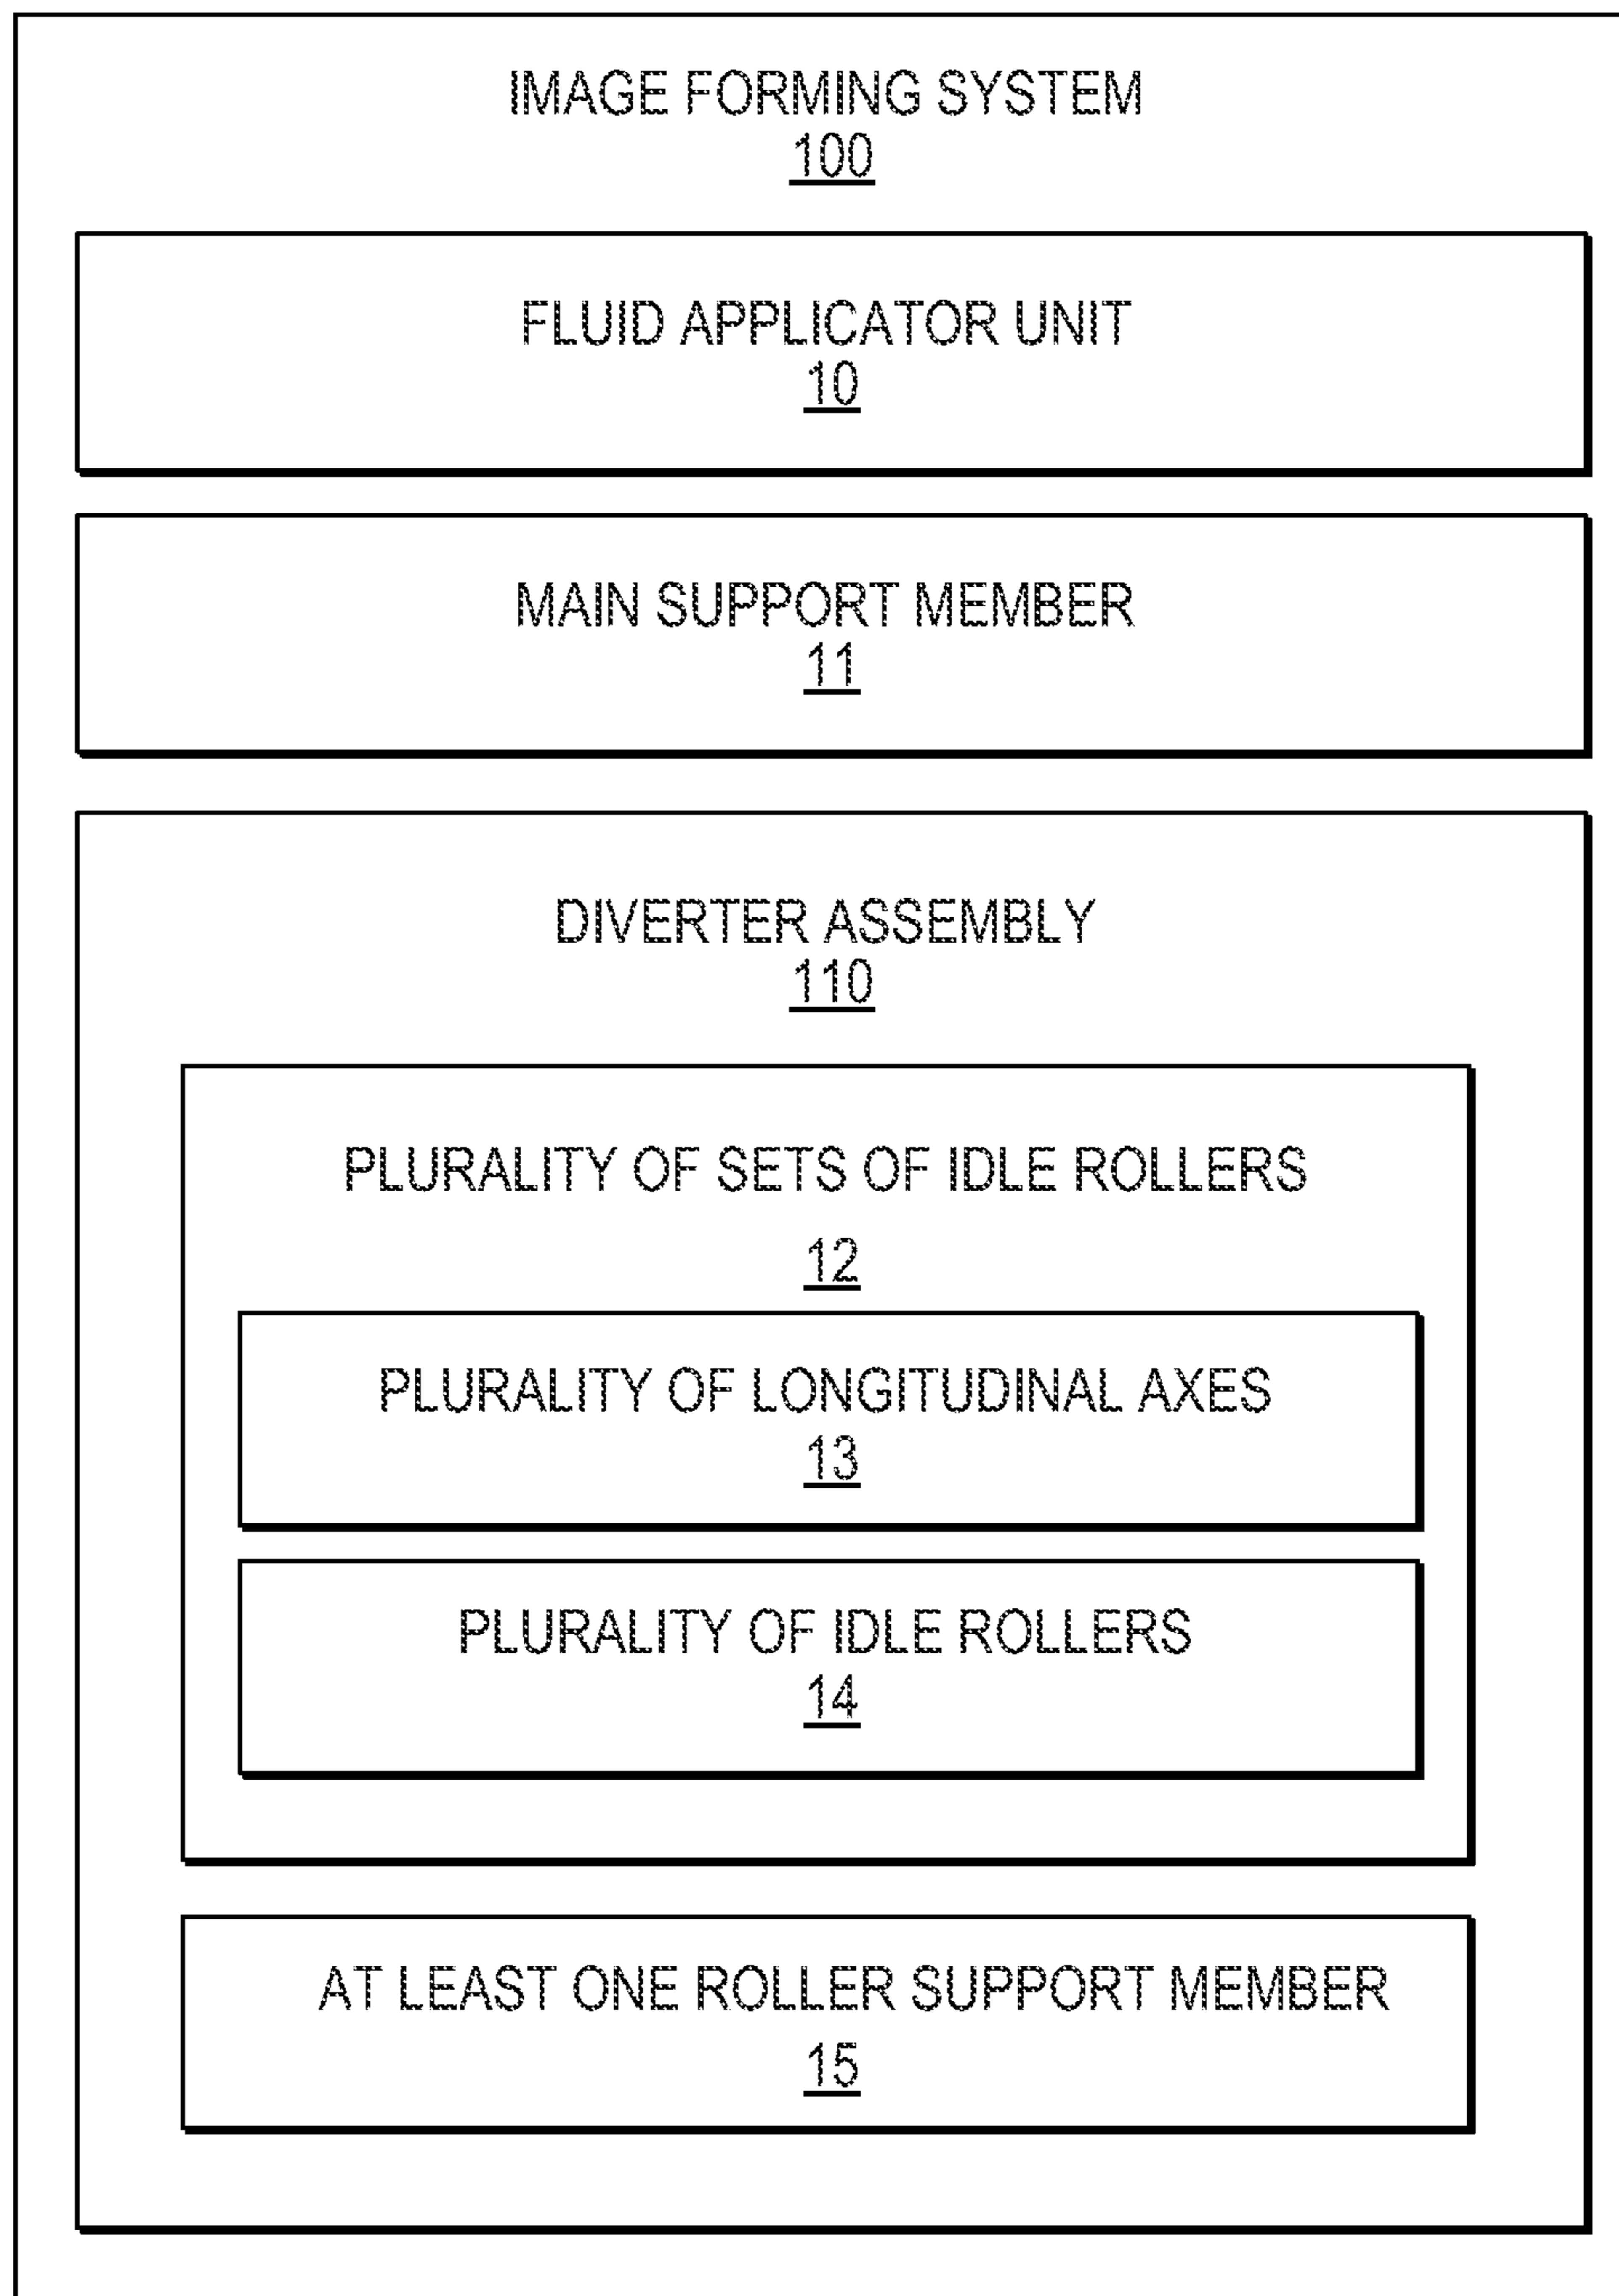 IMAGE FORMING SYSTEM
100
FLUID APPLICATOR UNIT
10
MAIN SUPPORT MEMBER
11
DIVERTER ASSEMBLY
110
PLURALITY OF SETS OF IDLE ROLLERS
12
PLURALITY OF LONGITUDINAL AXES
13
PLURALITY OF IDLE ROLLERS
14
AT LEAST ONE ROLLER SUPPORT MEMBER
15